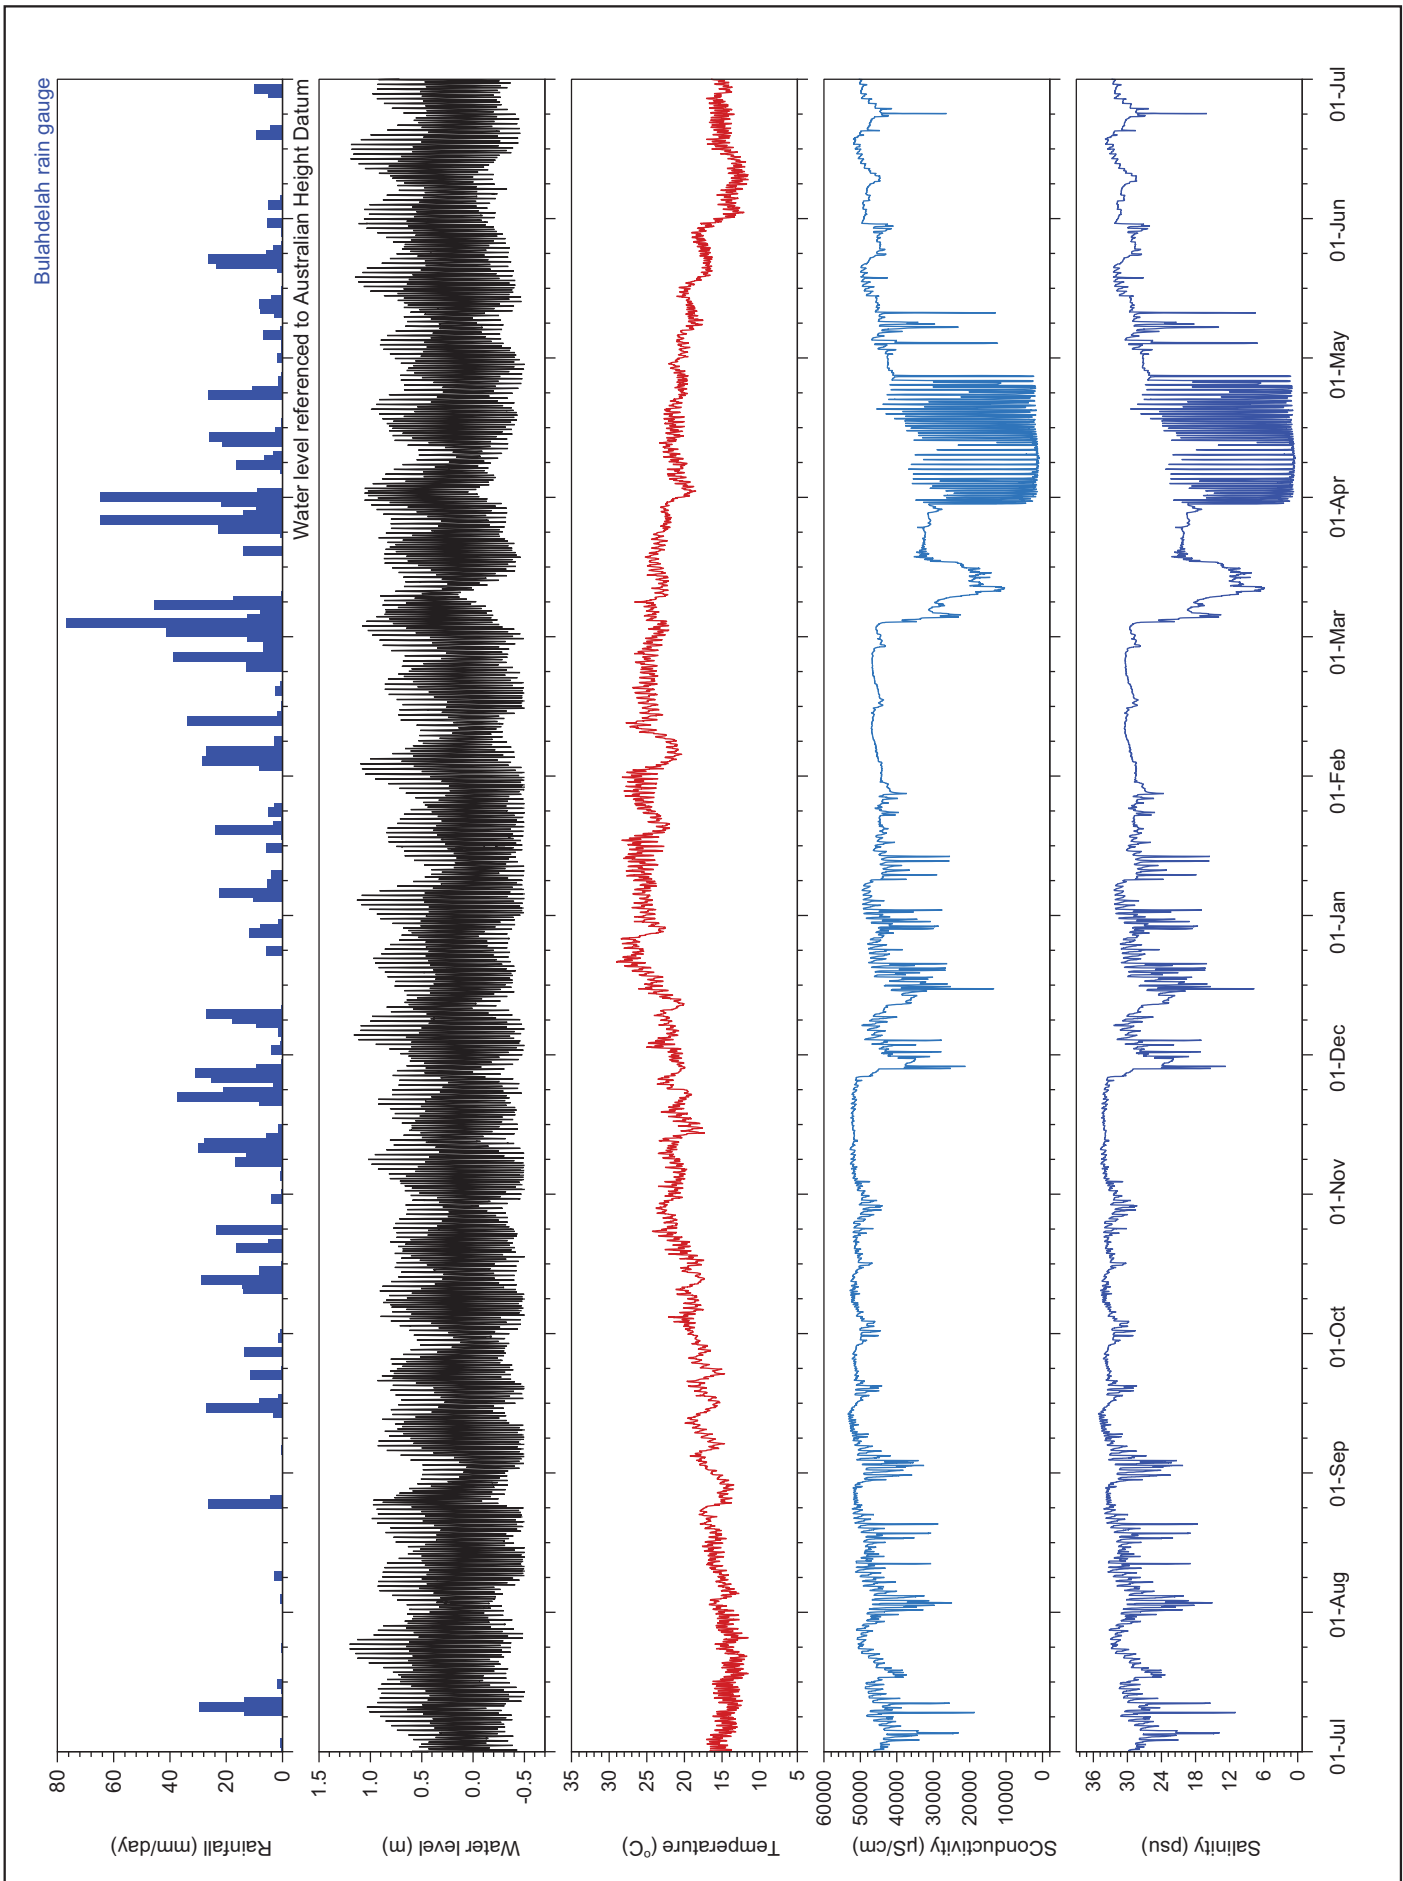 Bulahdelah rain gauge
Rainfall (mm/day)
80
60
40
20
0
Water level referenced to Australian Height Datum
Water level (m)
1.5
1.0
0.5
0.0
-0.5
Temperature (°C)
35
30
25
20
15
10
5
SConductivity (µS/cm)
60000
50000
40000
30000
20000
10000
0
Salinity (psu)
36
30
24
18
12
6
0
01-Jul
01-Aug
01-Sep
01-Oct
01-Nov
01-Dec
01-Jan
01-Feb
01-Mar
01-Apr
01-May
01-Jun
01-Jul